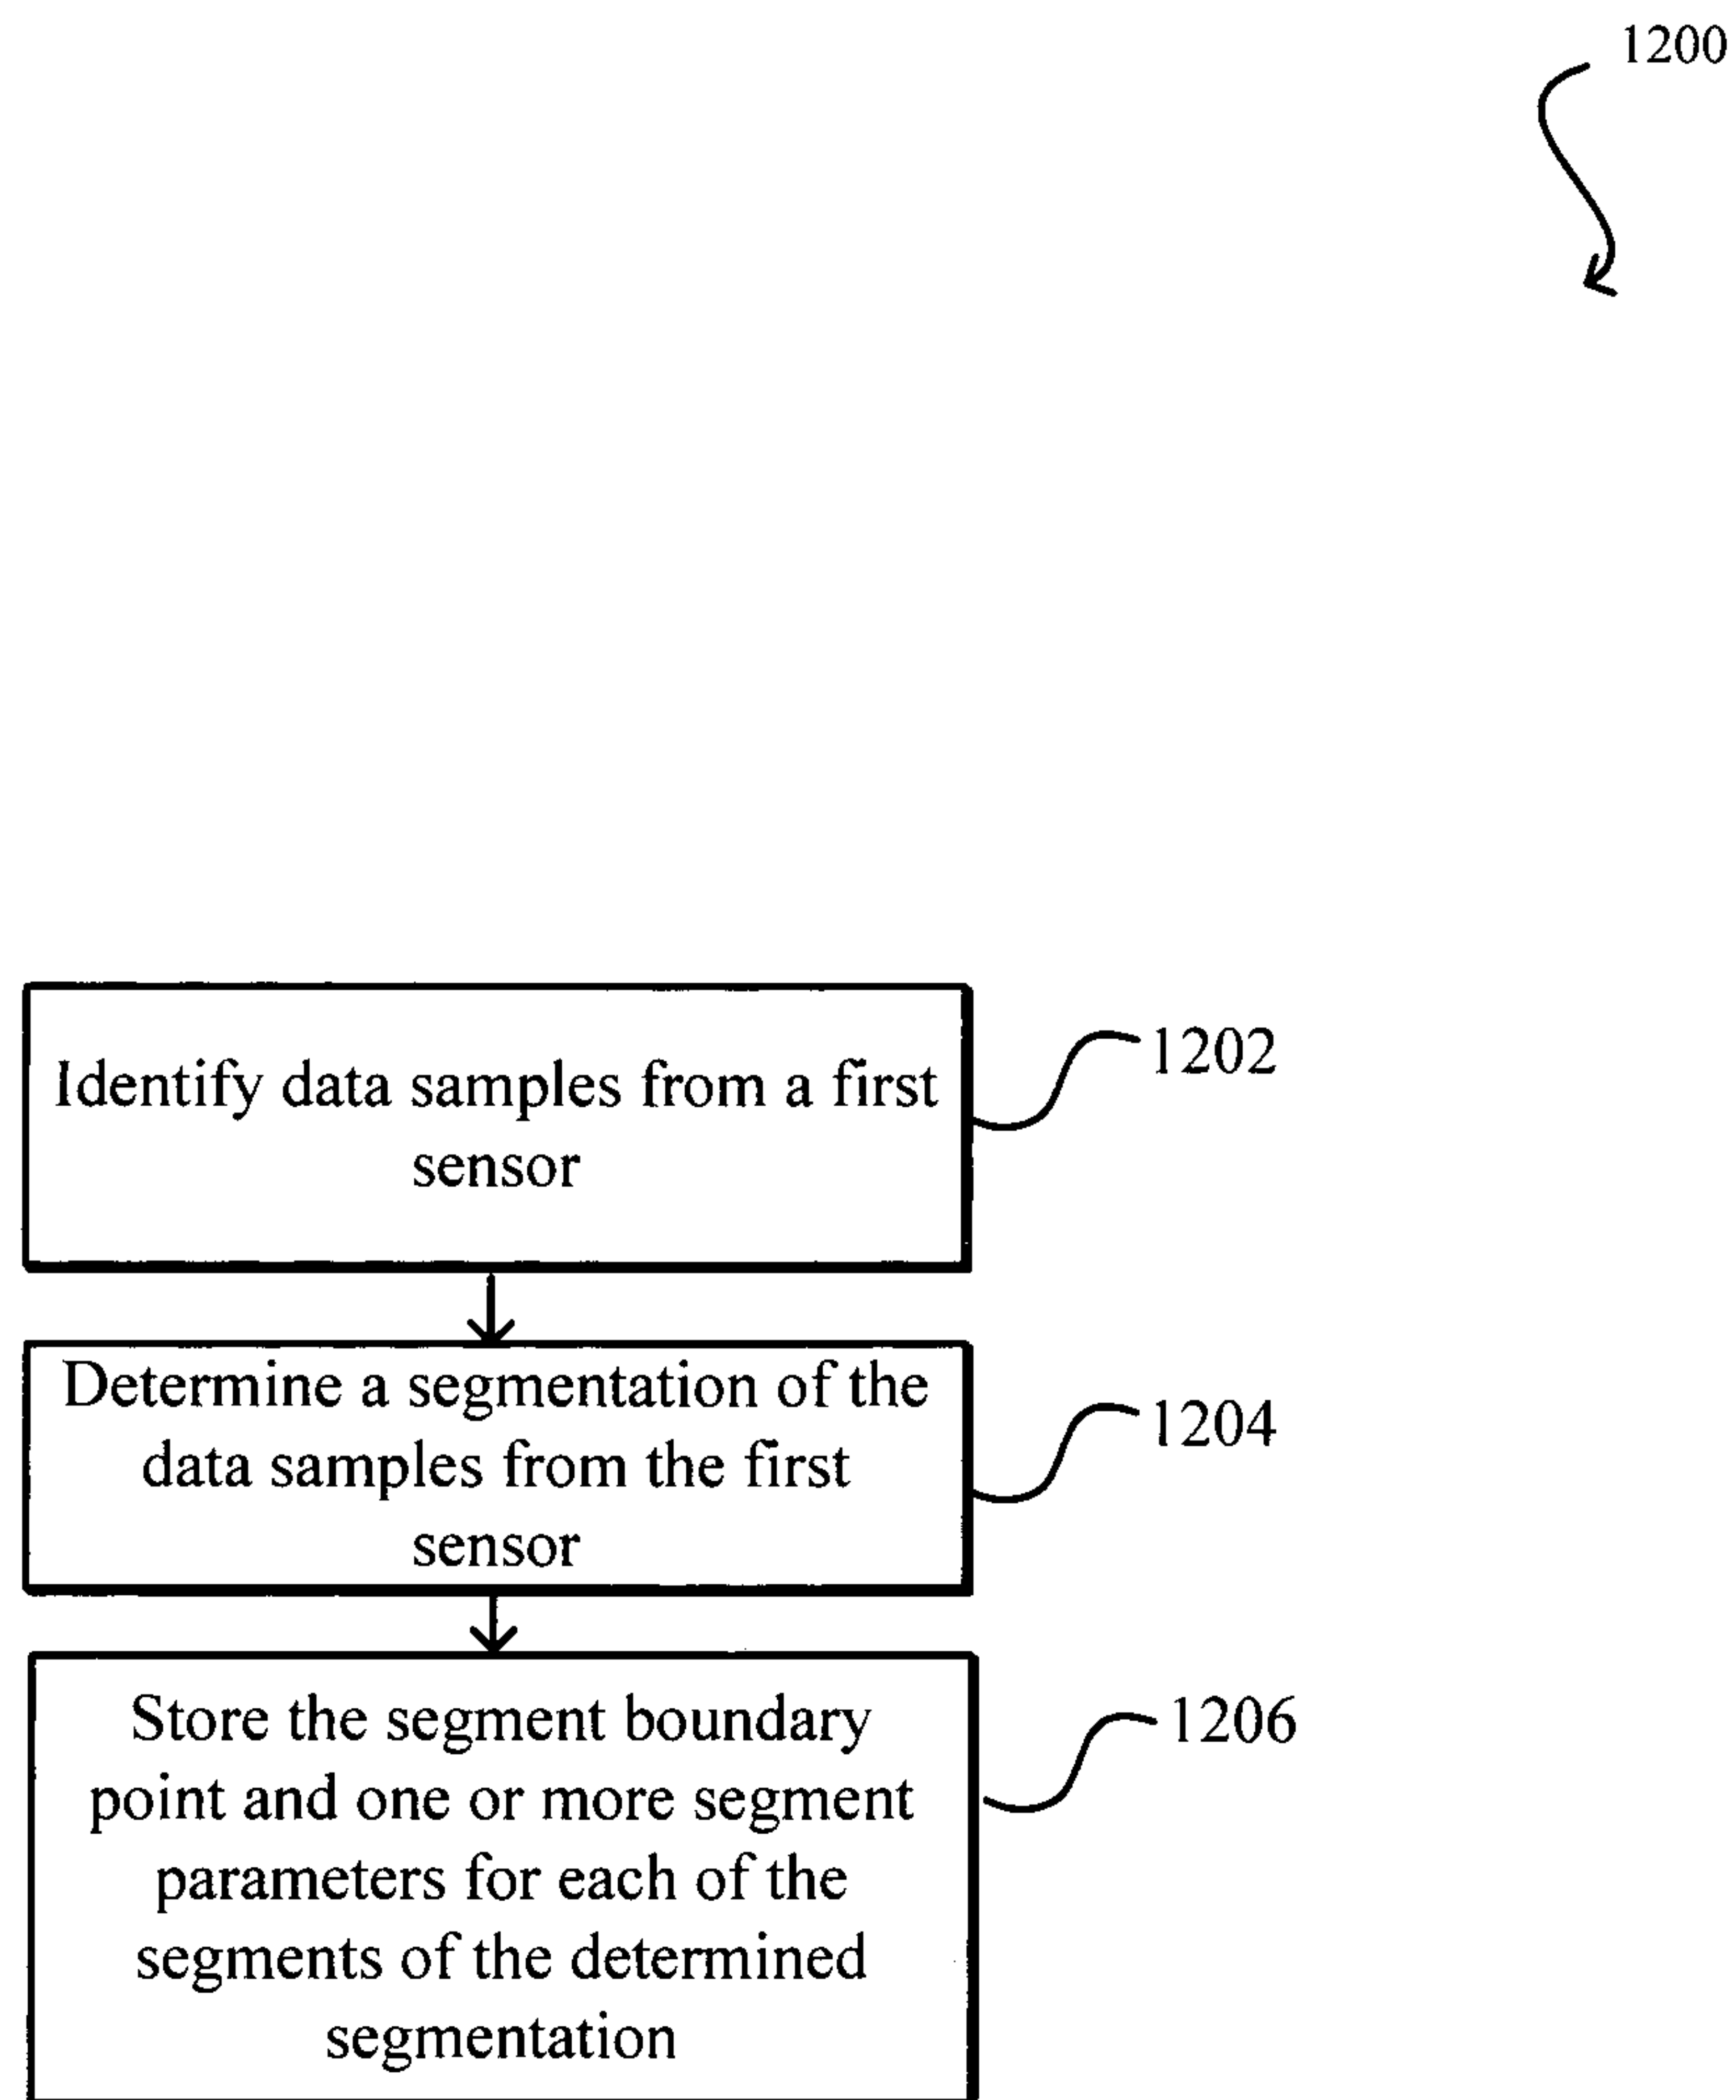 1200
Identify data samples from a first
sensor
1202
Determine a segmentation of the
data samples from the first
sensor
1204
Store the segment boundary
point and one or more segment
parameters for each of the
segments of the determined
segmentation
1206